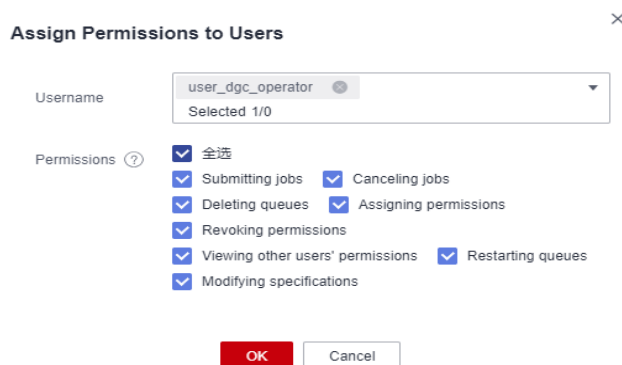 Assign Permissions to Users
Username
user_dgc_operator
Selected 1/0
Permissions ?
全选
Submitting jobs Canceling jobs
Deleting queues Assigning permissions
Revoking permissions
Viewing other users' permissions Restarting queues
Modifying specifications
OK Cancel